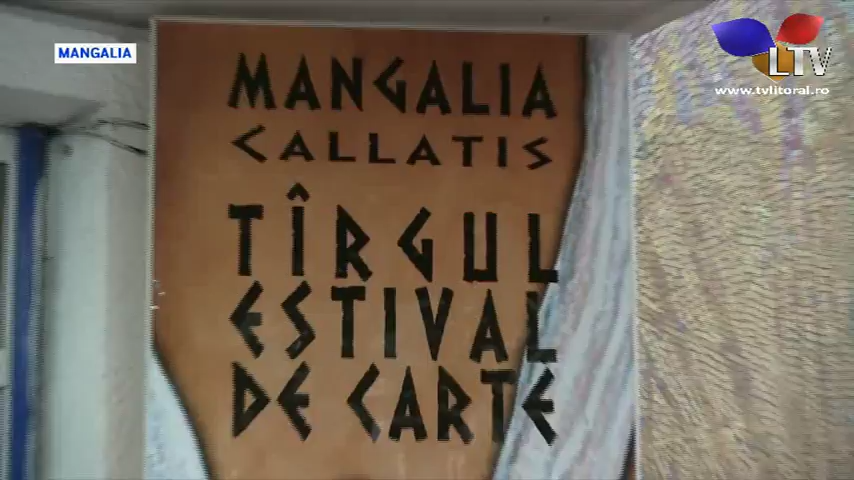 MANGALIA
LTV
www.tvlitoral.ro
MANGALIA
CALLATIS
TÎRGUL
ESTIVAL
DE CARTE